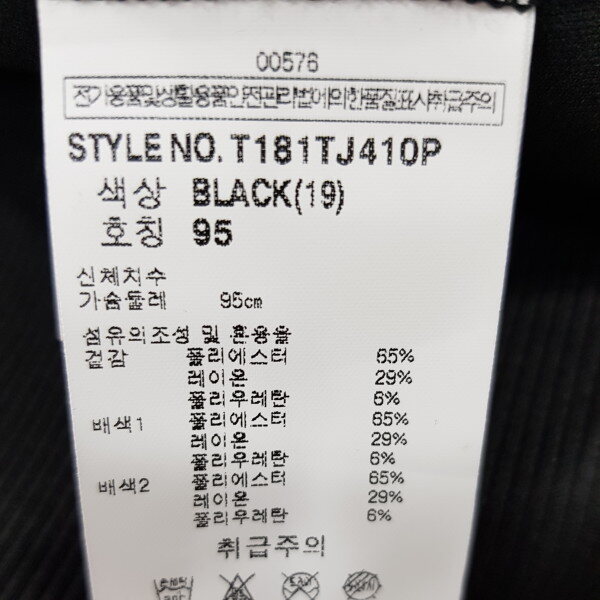 00576
전기용품및생활용품안전관리법에의한품질표시취급주의
STYLE NO. T181TJ410P
색상 BLACK(19)
호칭 95
신체치수
가슴둘레 95cm
섬유의조성 및 혼용율
겉감 폴리에스터 65%
레이온 29%
폴리우레탄 6%
배색1 폴리에스터 65%
레이온 29%
폴리우레탄 6%
배색2 폴리에스터 65%
레이온 29%
폴리우레탄 6%
취급주의